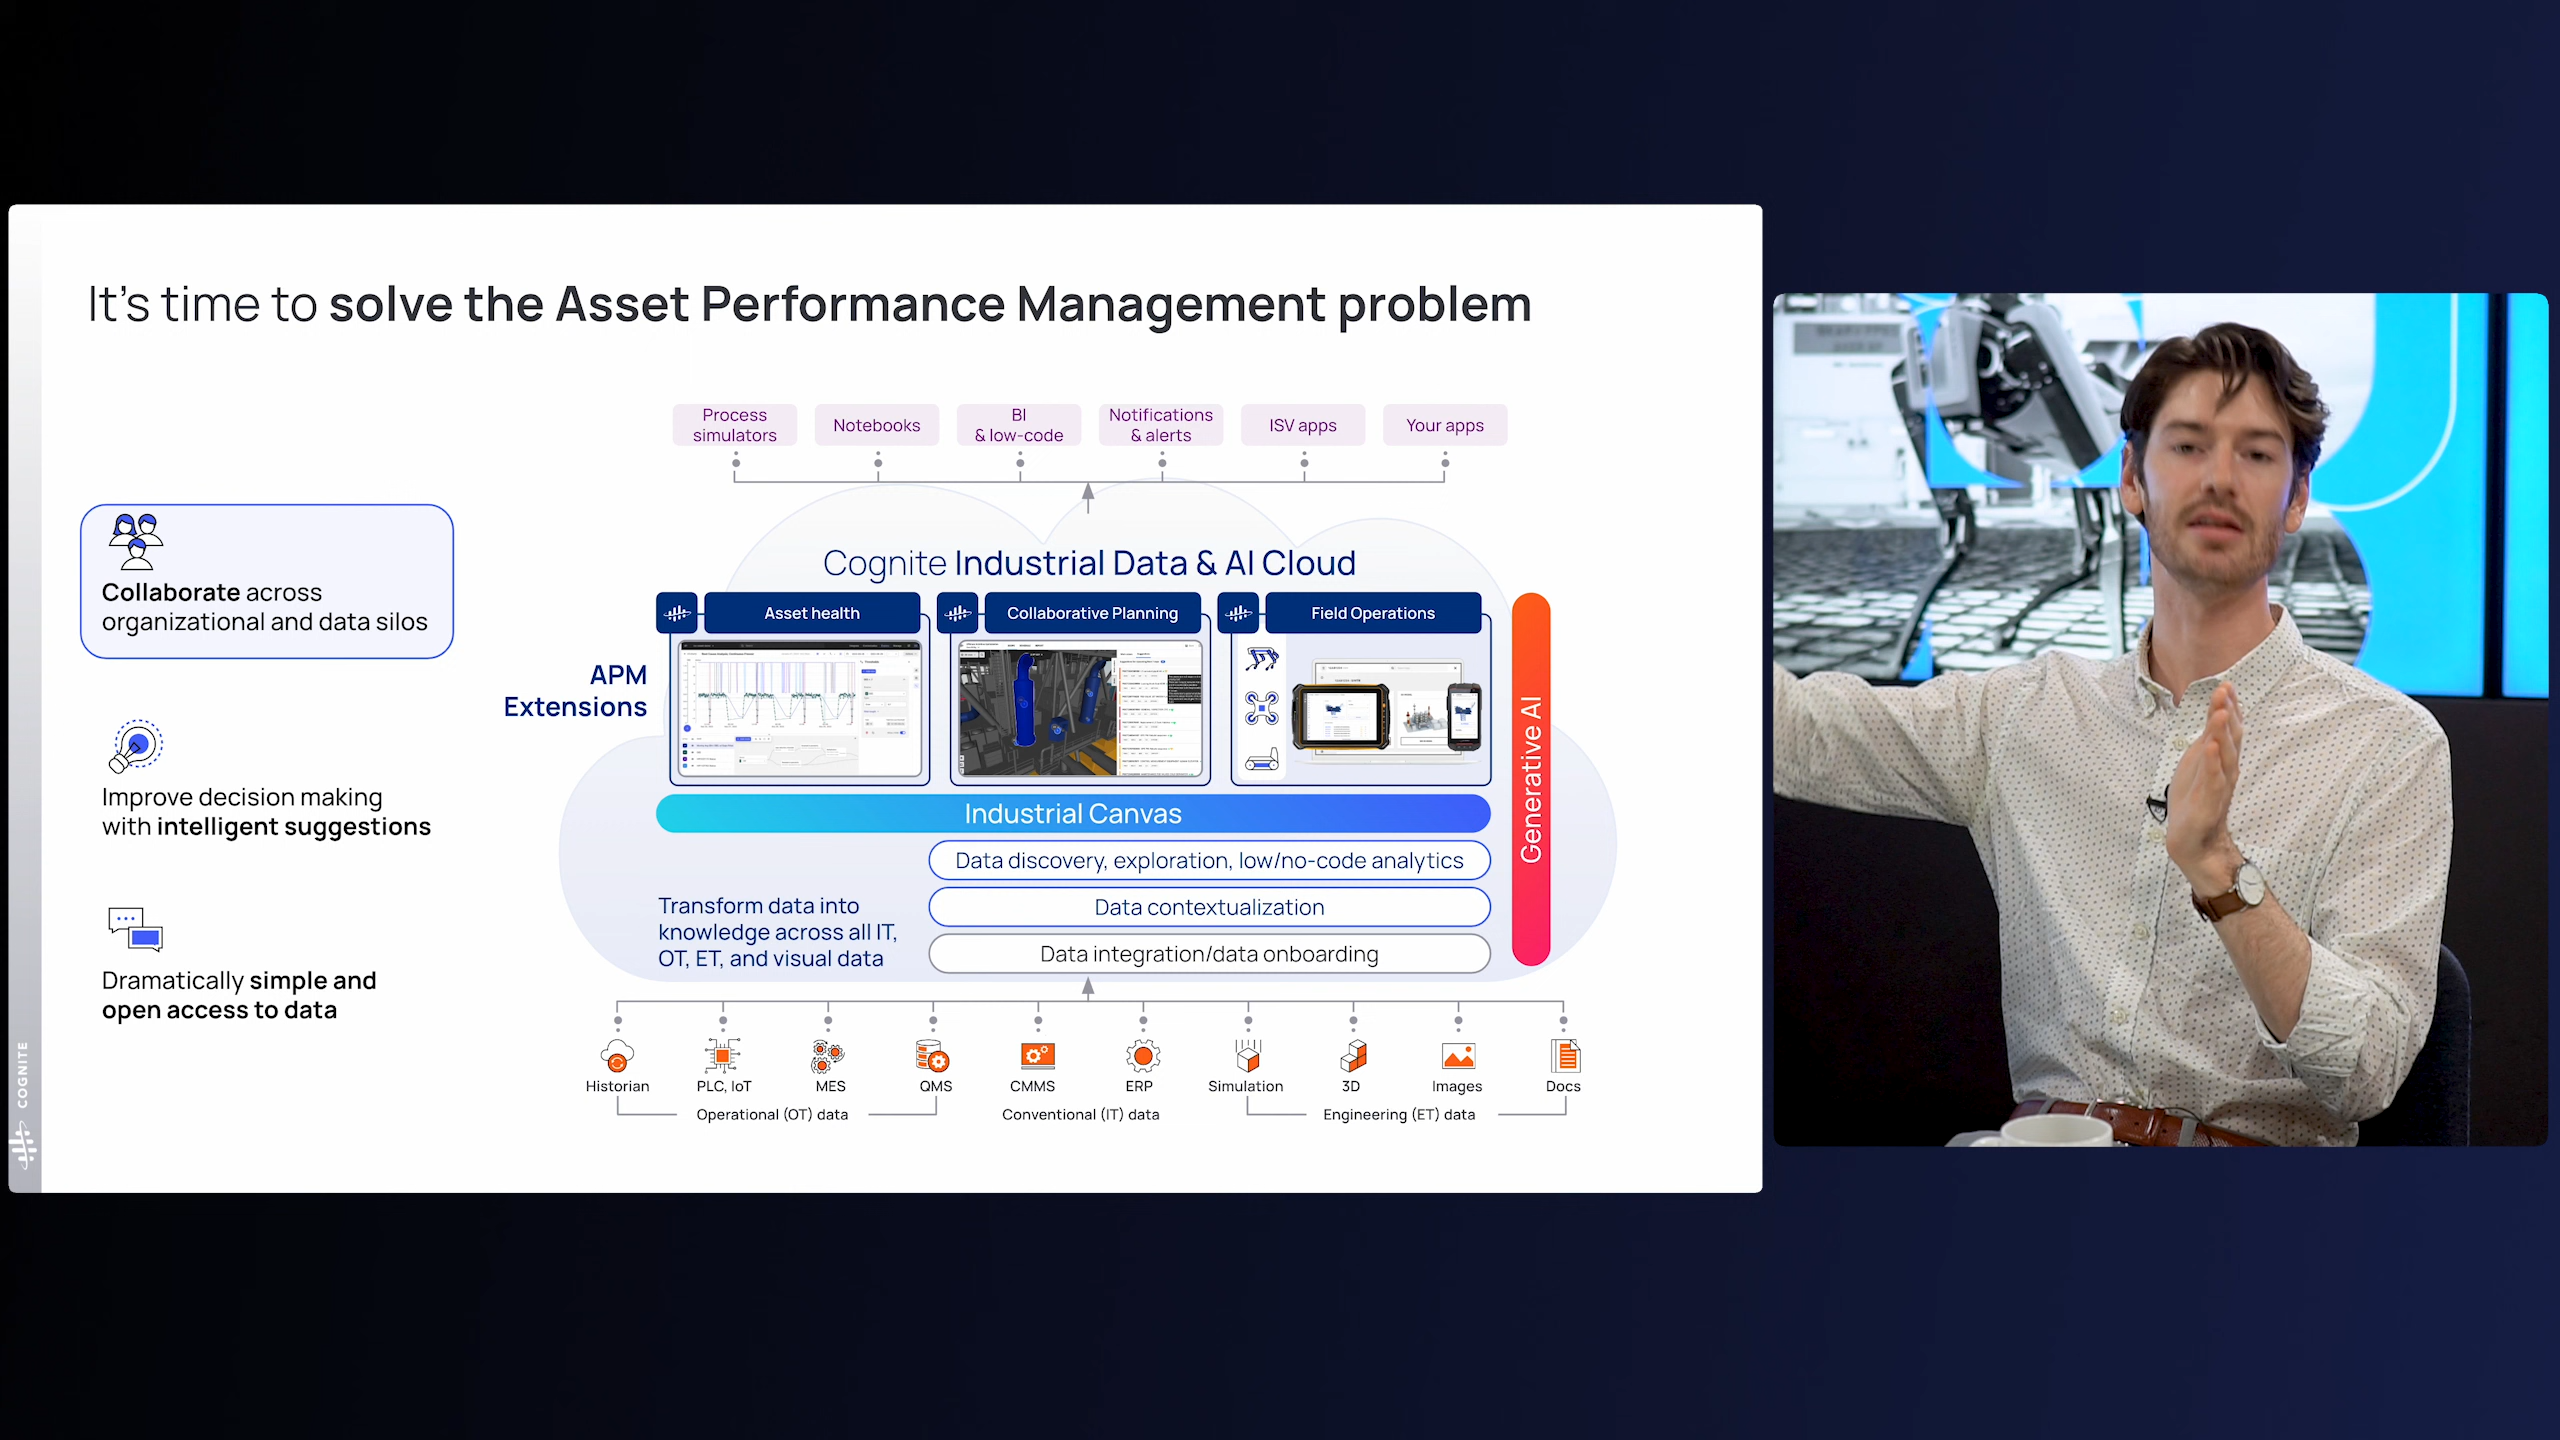 It's time to solve the Asset Performance Management problem
Collaborate across
organizational and data silos
Improve decision making
with intelligent suggestions
Dramatically simple and
open access to data
Process
simulators
Notebooks
BI
& low-code
Notifications
& alerts
ISV apps
Your apps
Cognite Industrial Data & AI Cloud
Asset health
Collaborative Planning
Field Operations
APM
Extensions
Generative AI
Industrial Canvas
Data discovery, exploration, low/no-code analytics
Transform data into
knowledge across all IT,
OT, ET, and visual data
Data contextualization
Data integration/data onboarding
Historian
PLC, IoT
MES
QMS
CMMS
ERP
Simulation
3D
Images
Docs
Operational (OT) data
Conventional (IT) data
Engineering (ET) data
COGNITE